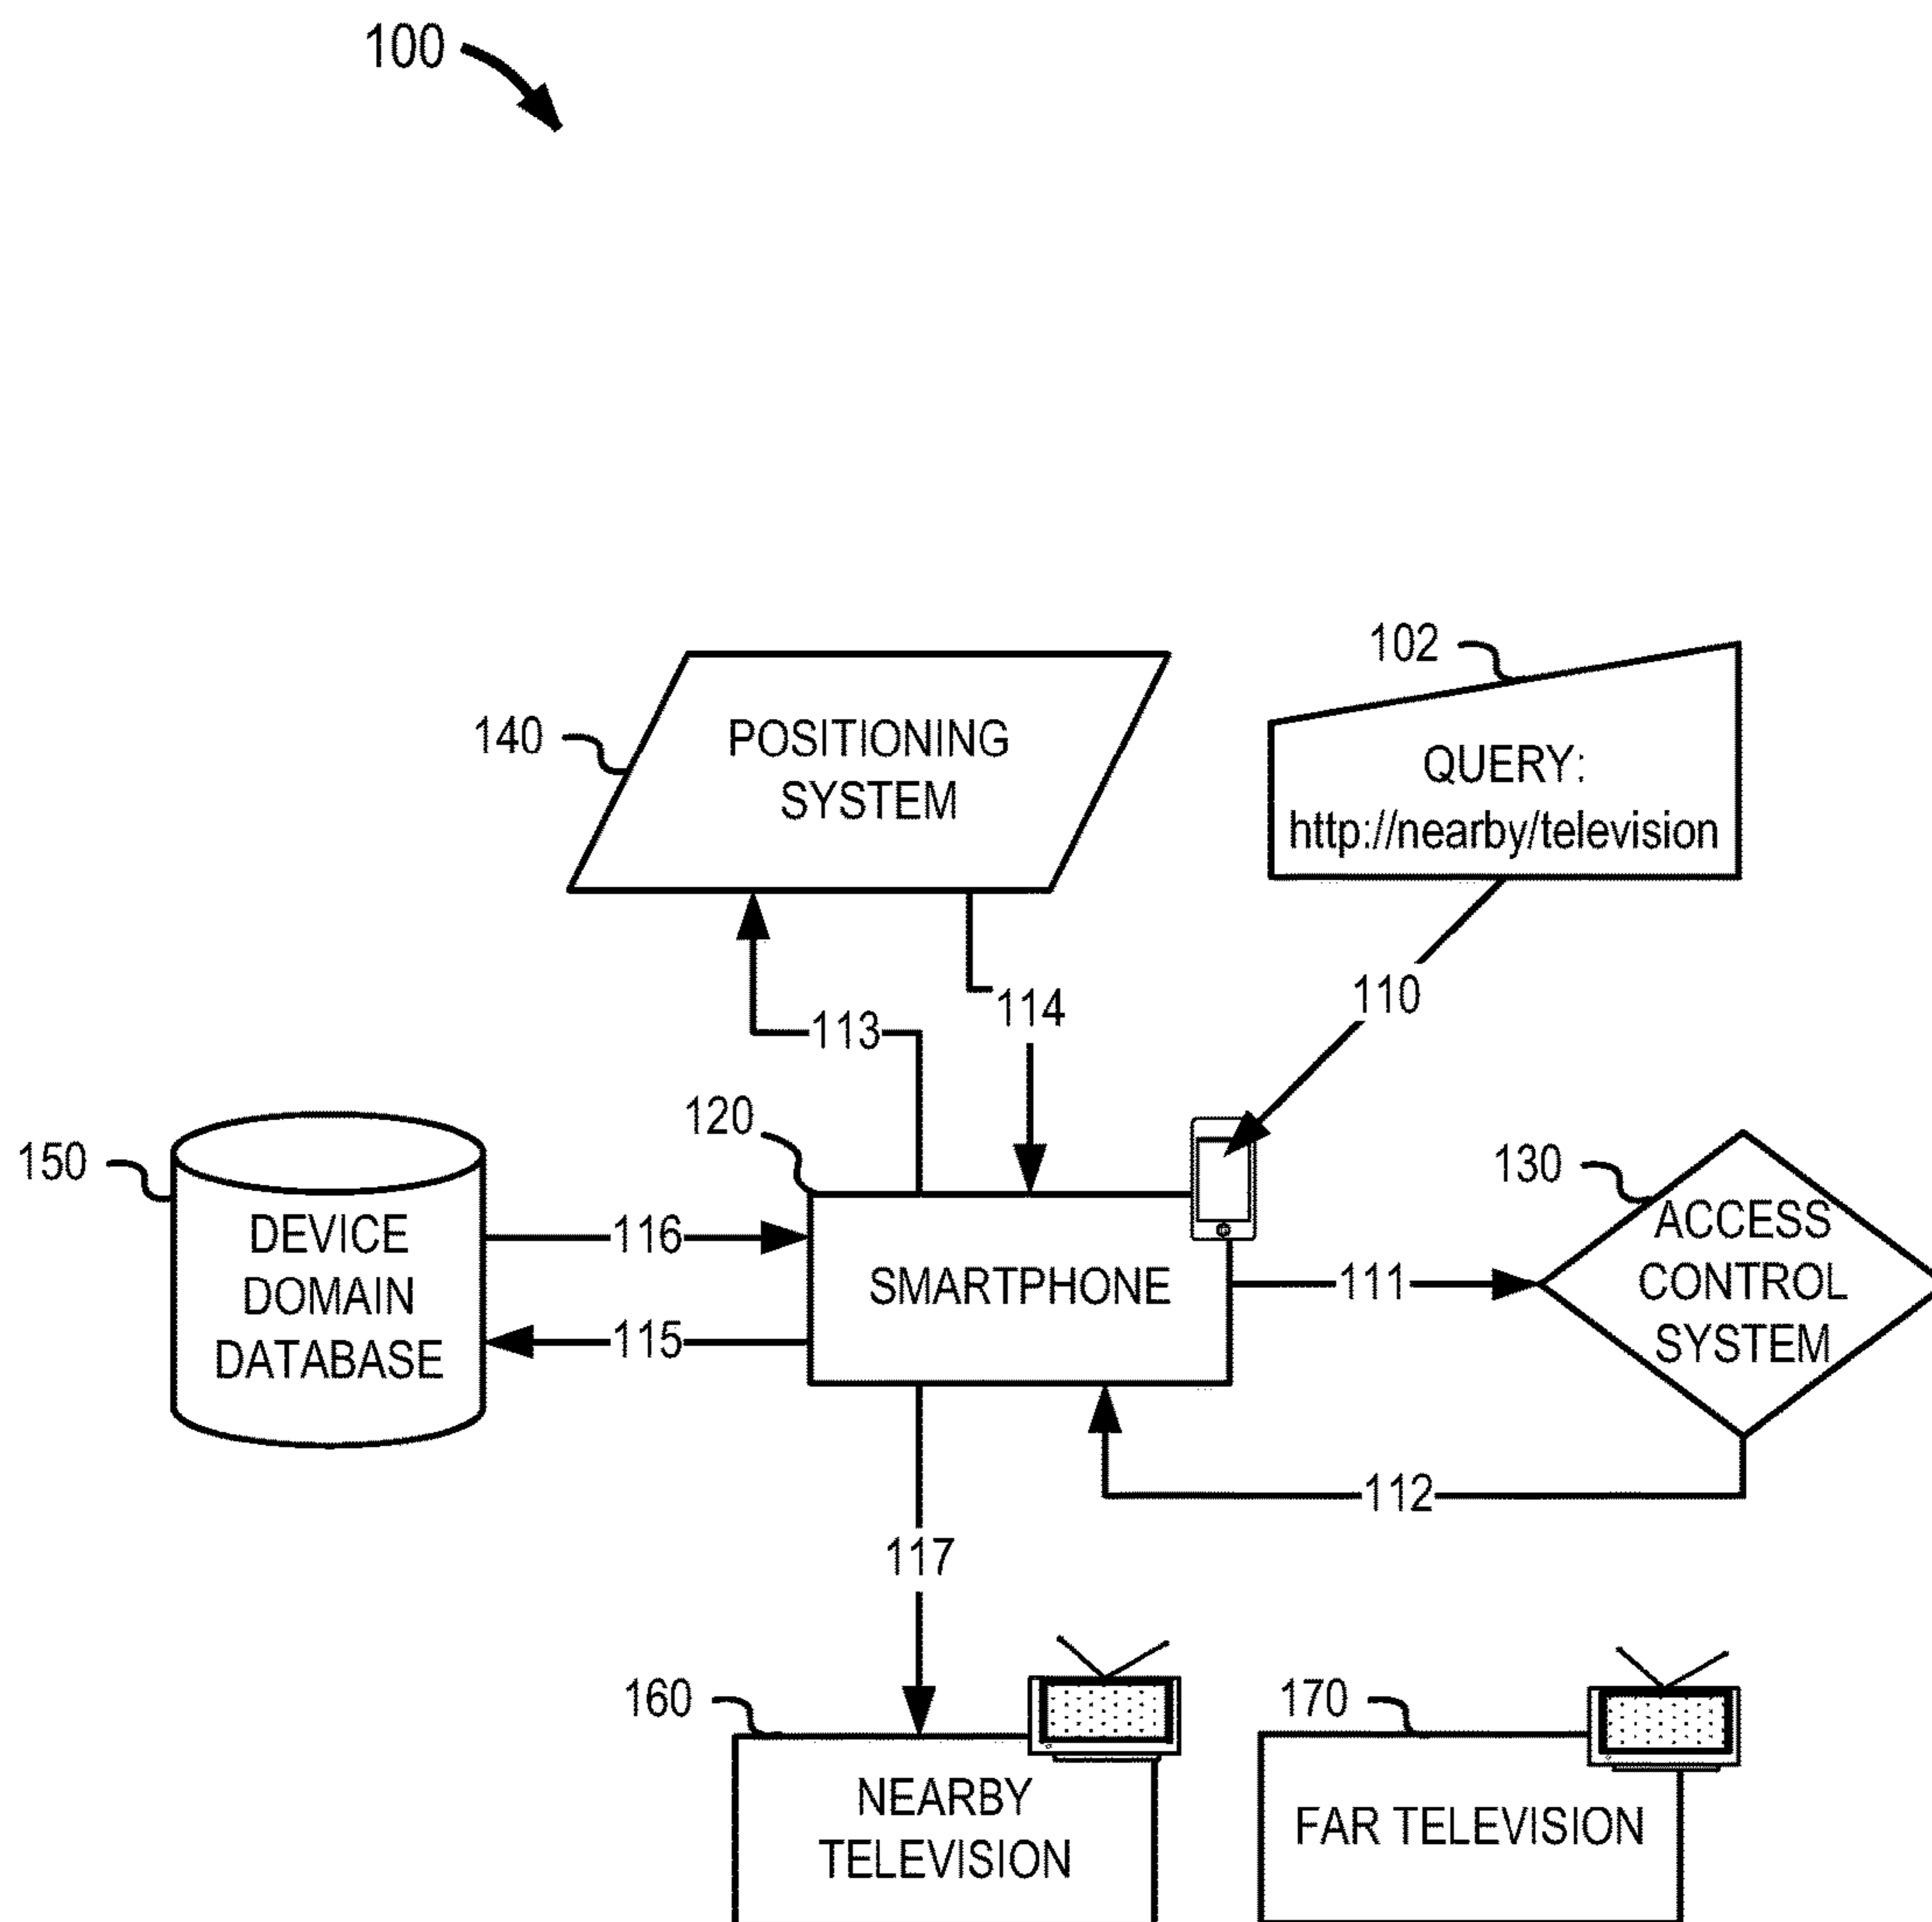 100
102
140
POSITIONING
SYSTEM
QUERY:
http://nearby/television
110
114
113
120
150
130
DEVICE
DOMAIN
DATABASE
116
115
SMARTPHONE
111
ACCESS
CONTROL
SYSTEM
112
117
160
170
NEARBY
TELEVISION
FAR TELEVISION